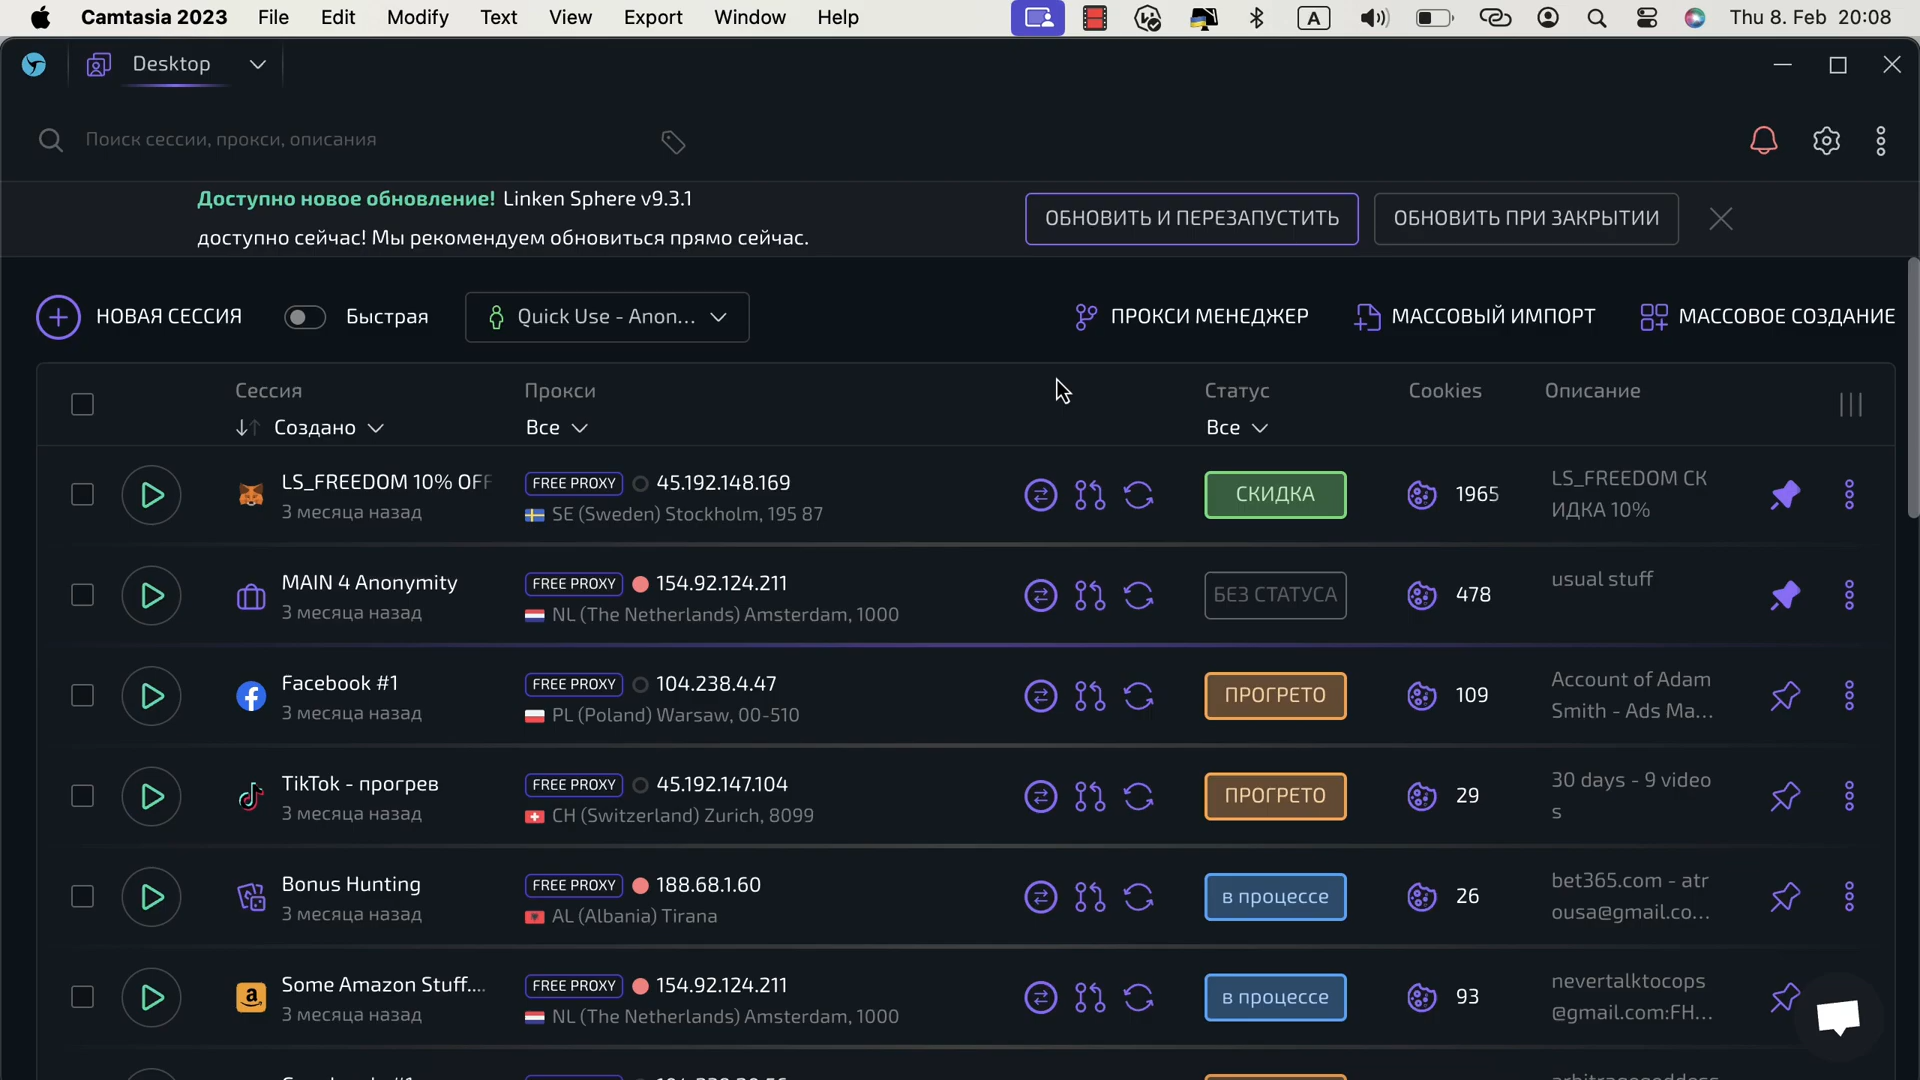 Camtasia 2023 File Edit Modify Text View Export Window Help A Thu 8. Feb 20:08
Desktop
Поиск сессии, прокси, описания
Доступно новое обновление! Linken Sphere v9.3.1
доступно сейчас! Мы рекомендуем обновиться прямо сейчас.
ОБНОВИТЬ И ПЕРЕЗАПУСТИТЬ
ОБНОВИТЬ ПРИ ЗАКРЫТИИ
НОВАЯ СЕССИЯ Быстрая Quick Use - Anon... ПРОКСИ МЕНЕДЖЕР МАССОВЫЙ ИМПОРТ МАССОВОЕ СОЗДАНИЕ
Сессия Прокси Статус Cookies Описание
Создано Все Все
LS_FREEDOM 10% OFF FREE PROXY 45.192.148.169 СКИДКА 1965 LS_FREEDOM СК
3 месяца назад SE (Sweden) Stockholm, 195 87 ИДКА 10%
MAIN 4 Anonymity FREE PROXY 154.92.124.211 БЕЗ СТАТУСА 478 usual stuff
3 месяца назад NL (The Netherlands) Amsterdam, 1000
Facebook #1 FREE PROXY 104.238.4.47 ПРОГРЕТО 109 Account of Adam
3 месяца назад PL (Poland) Warsaw, 00-510 Smith - Ads Ma...
TikTok - прогрев FREE PROXY 45.192.147.104 ПРОГРЕТО 29 30 days - 9 video
3 месяца назад CH (Switzerland) Zurich, 8099 s
Bonus Hunting FREE PROXY 188.68.1.60 в процессе 26 bet365.com - atr
3 месяца назад AL (Albania) Tirana ousa@gmail.co...
Some Amazon Stuff.... FREE PROXY 154.92.124.211 в процессе 93 nevertalktocops
3 месяца назад NL (The Netherlands) Amsterdam, 1000 @gmail.com:FH...